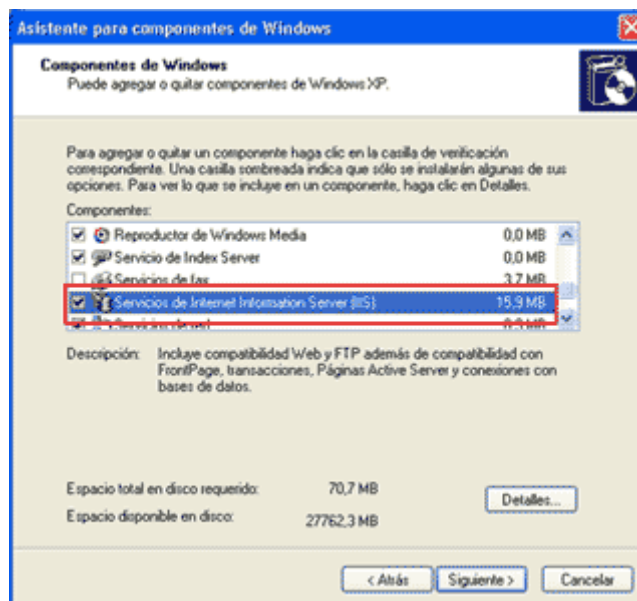 Asistente para componentes de Windows
Componentes de Windows
Puede agregar o quitar componentes de Windows XP.
Para agregar o quitar un componente haga clic en la casilla de verificación
correspondiente. Una casilla sombreada indica que sólo se instalarán algunas de sus
opciones. Para ver lo que se incluye en un componente, haga clic en Detalles.
Componentes:
Reproductor de Windows Media 0,0 MB
Servicio de Index Server 0,0 MB
Servicios de fax 3,7 MB
Servicios de Internet Information Server (IIS) 15,9 MB
Servicios de red 0,3 MB
Descripción: Incluye compatibilidad Web y FTP además de compatibilidad con
FrontPage, transacciones, Páginas Active Server y conexiones con
bases de datos.
Espacio total en disco requerido: 70,7 MB
Detalles...
Espacio disponible en disco: 27762,3 MB
< Atrás Siguiente > Cancelar